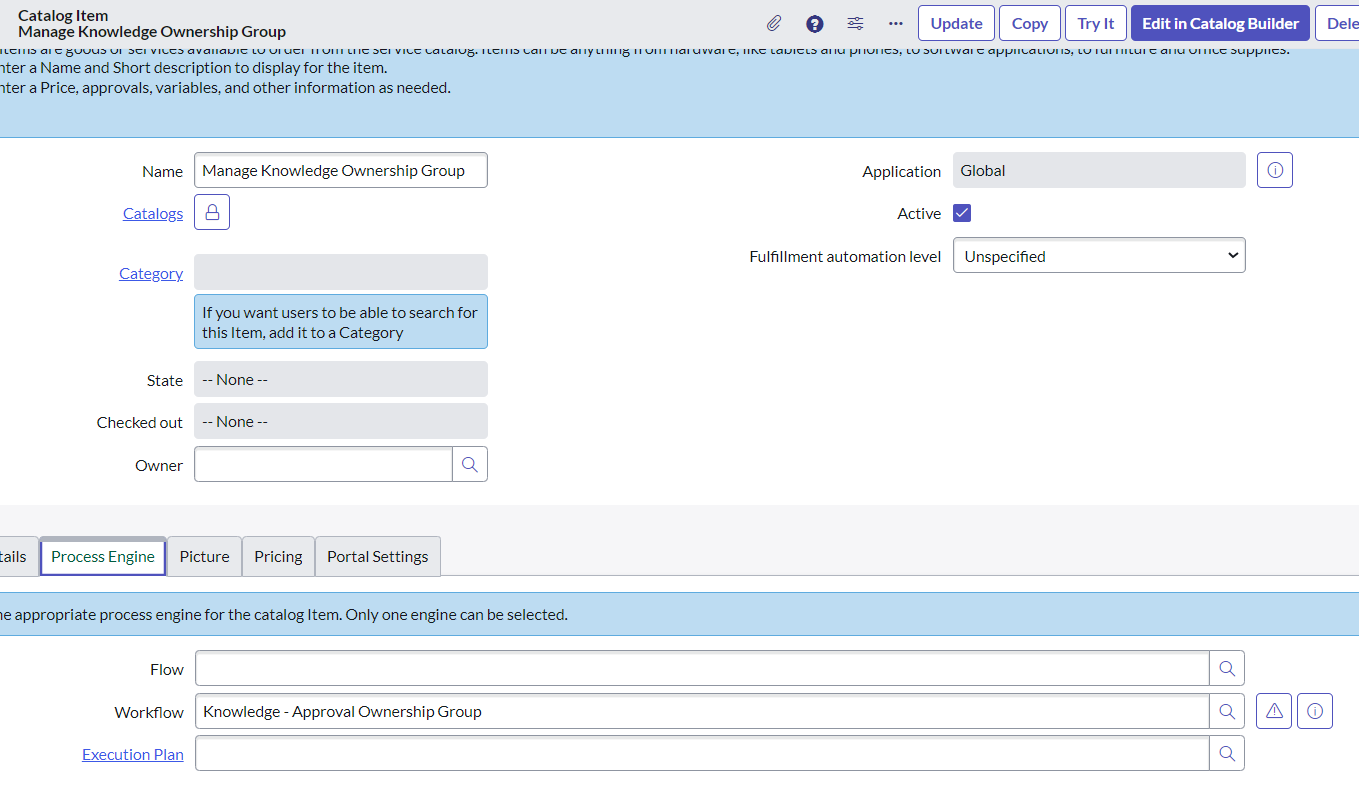 Catalog Item
Manage Knowledge Ownership Group
Update
Copy
Try It
Edit in Catalog Builder
Dele
items are goods or services available to order from the service catalog. Items can be anything from hardware, like tablets and phones, to software applications, to furniture and office supplies.
nter a Name and Short description to display for the item.
nter a Price, approvals, variables, and other information as needed.
Name
Manage Knowledge Ownership Group
Application
Global
Catalogs
Active
Fulfillment automation level
Unspecified
Category
If you want users to be able to search for
this Item, add it to a Category
State
-- None --
Checked out
-- None --
Owner
tails
Process Engine
Picture
Pricing
Portal Settings
he appropriate process engine for the catalog Item. Only one engine can be selected.
Flow
Workflow
Knowledge - Approval Ownership Group
Execution Plan